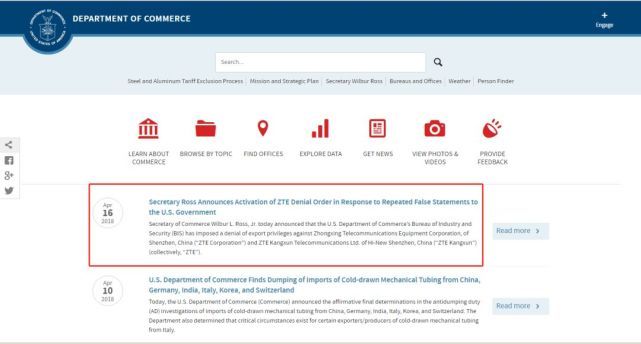 DEPARTMENT OF COMMERCE
+
Engage
Search...
Steel and Aluminum Tariff Exclusion Process | Mission and Strategic Plan | Secretary Wilbur Ross | Bureaus and Offices | Weather | Person Finder
LEARN ABOUT COMMERCE
BROWSE BY TOPIC
FIND OFFICES
EXPLORE DATA
GET NEWS
VIEW PHOTOS & VIDEOS
PROVIDE FEEDBACK
Apr
16
2018
Secretary Ross Announces Activation of ZTE Denial Order in Response to Repeated False Statements to
the U.S. Government
Secretary of Commerce Wilbur L. Ross, Jr. today announced that the U.S. Department of Commerce's Bureau of Industry and
Security (BIS) has imposed a denial of export privileges against Zhongxing Telecommunications Equipment Corporation, of
Shenzhen, China ("ZTE Corporation") and ZTE Kangxun Telecommunications Ltd. of Hi-New Shenzhen, China ("ZTE Kangxun")
(collectively, "ZTE").
Read more
Apr
10
2018
U.S. Department of Commerce Finds Dumping of Imports of Cold-drawn Mechanical Tubing from China,
Germany, India, Italy, Korea, and Switzerland
Today, the U.S. Department of Commerce (Commerce) announced the affirmative final determinations in the antidumping duty
(AD) investigations of imports of cold-drawn mechanical tubing from China, Germany, India, Italy, Korea, and Switzerland. The
Department also determined that critical circumstances exist for certain exporters/producers of cold-drawn mechanical tubing
from Italy.
Read more